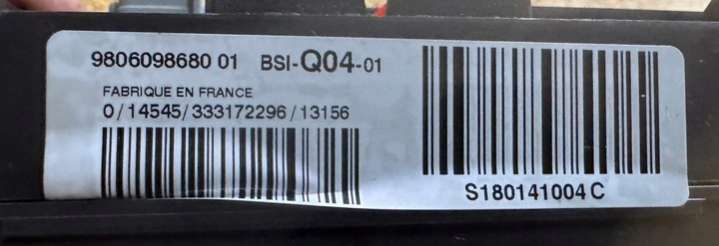 9806098680 01 BSI-Q04-01
FABRIQUE EN FRANCE
0/14545/333172296/13156
S180141004 C